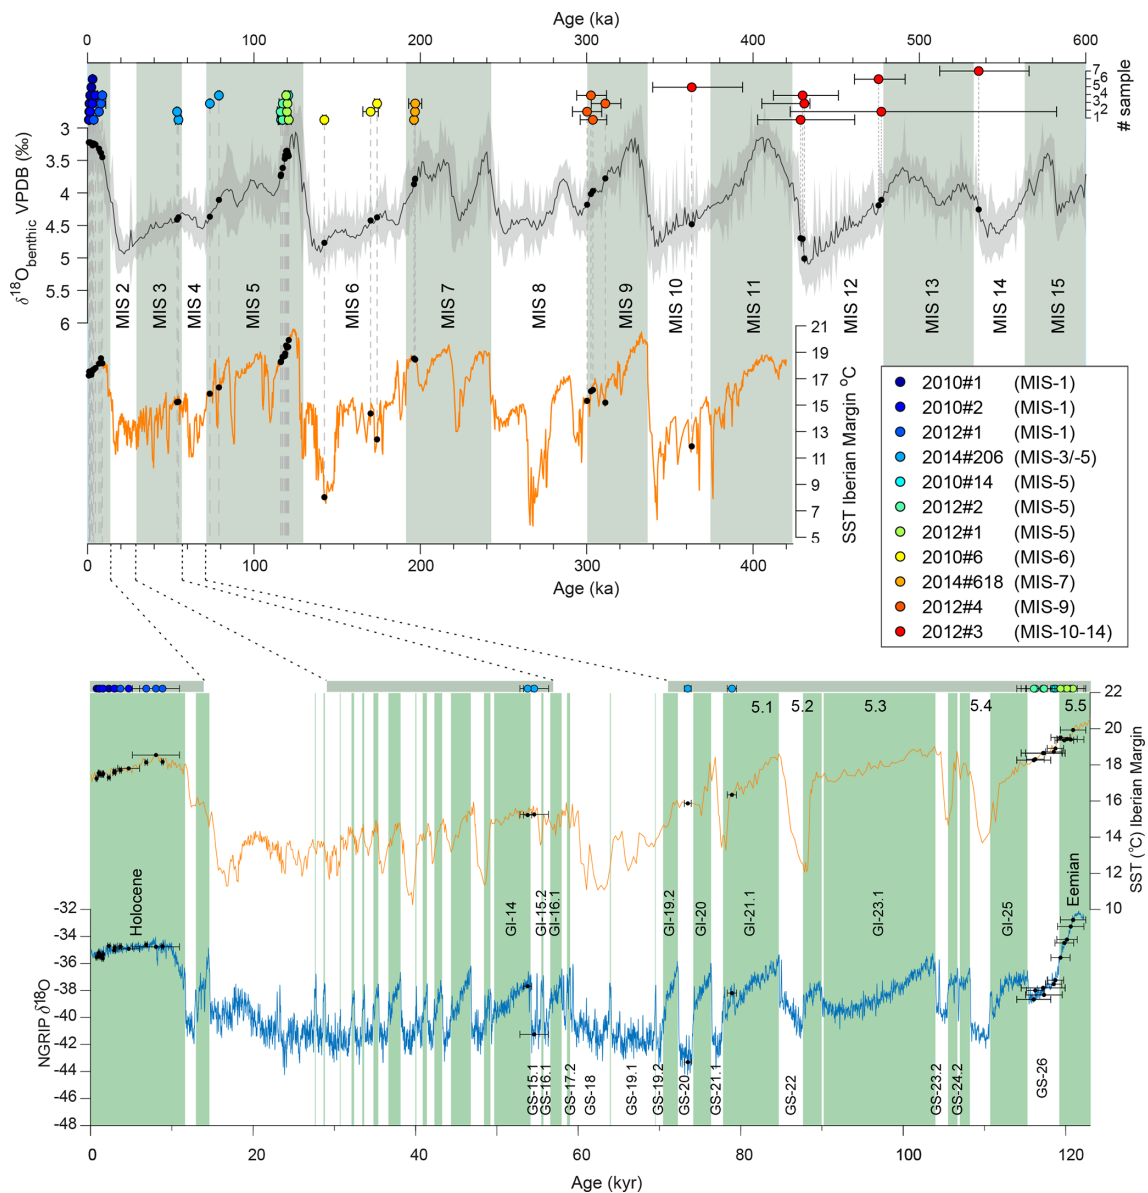 Age (ka)
0 100 200 300 400 500 600
7
6
5
4
3
2
1
# sample
3
3.5
4
4.5
5
5.5
6
δ18Obenthic VPDB (‰)
MIS 2
MIS 3
MIS 4
MIS 5
MIS 6
MIS 7
MIS 8
MIS 9
MIS 10
MIS 11
MIS 12
MIS 13
MIS 14
MIS 15
21
19
17
15
13
11
9
7
5
SST Iberian Margin °C
0 100 200 300 400
Age (ka)
2010#1 (MIS-1)
2010#2 (MIS-1)
2012#1 (MIS-1)
2014#206 (MIS-3/-5)
2010#14 (MIS-5)
2012#2 (MIS-5)
2012#1 (MIS-5)
2010#6 (MIS-6)
2014#618 (MIS-7)
2012#4 (MIS-9)
2012#3 (MIS-10-14)
5.1 5.2 5.3 5.4 5.5
22
20
18
16
14
12
10
SST (°C) Iberian Margin
Holocene
GI-14
GI-15.2
GI-16.1
GI-19.2
GI-20
GI-21.1
GI-23.1
GI-25
Eemian
-32
-34
-36
-38
-40
-42
-44
-46
-48
NGRIP δ18O
GS-15.1
GS-16.1
GS-17.2
GS-18
GS-19.1
GS-19.2
GS-20
GS-21.1
GS-22
GS-23.2
GS-24.2
GS-26
0 20 40 60 80 100 120
Age (kyr)